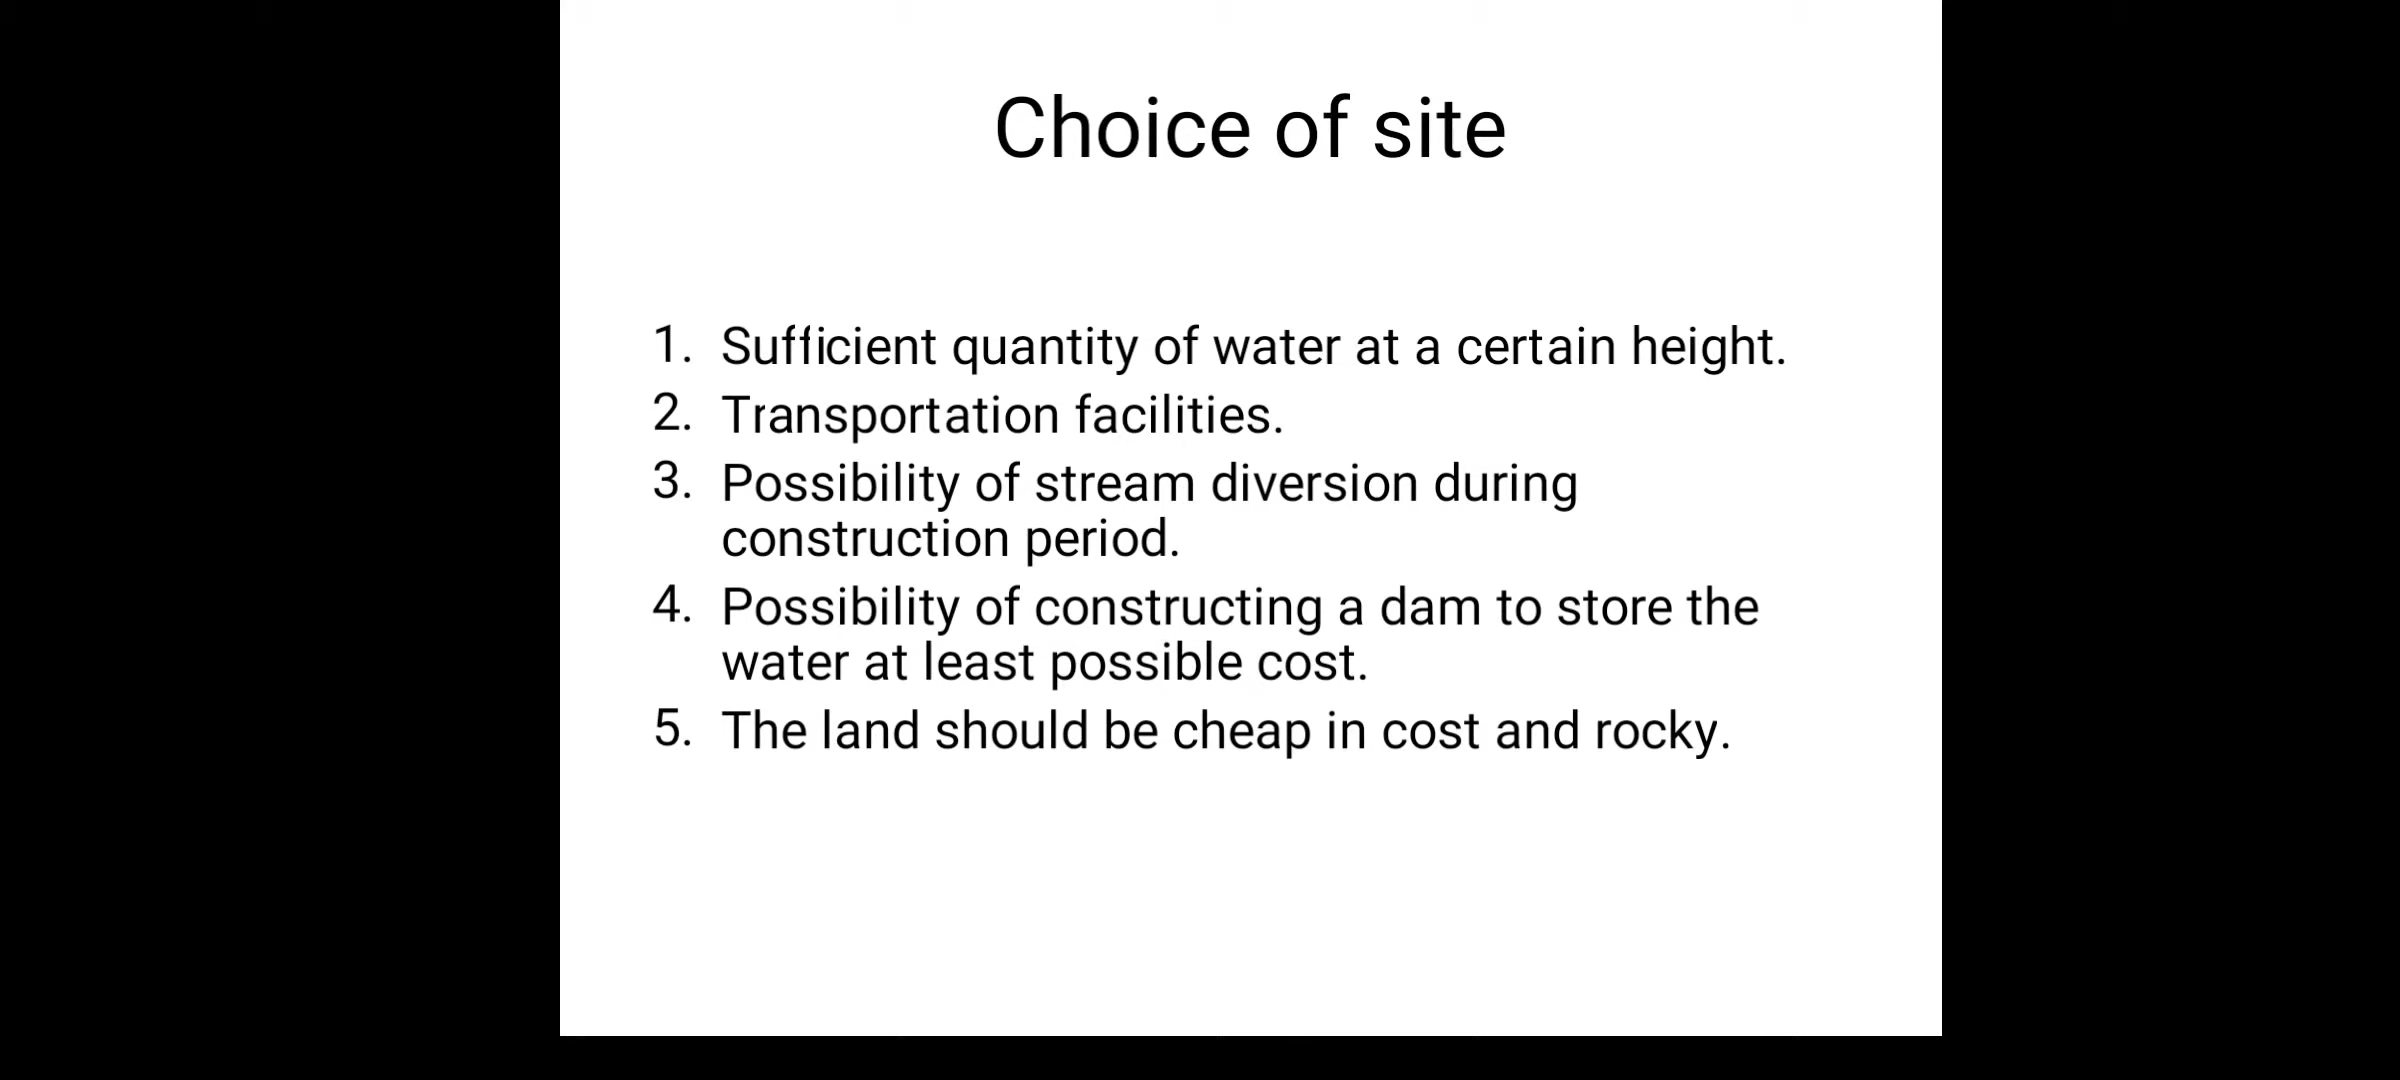 Choice of site
1. Sufficient quantity of water at a certain height.
2. Transportation facilities.
3. Possibility of stream diversion during
construction period.
4. Possibility of constructing a dam to store the
water at least possible cost.
5. The land should be cheap in cost and rocky.